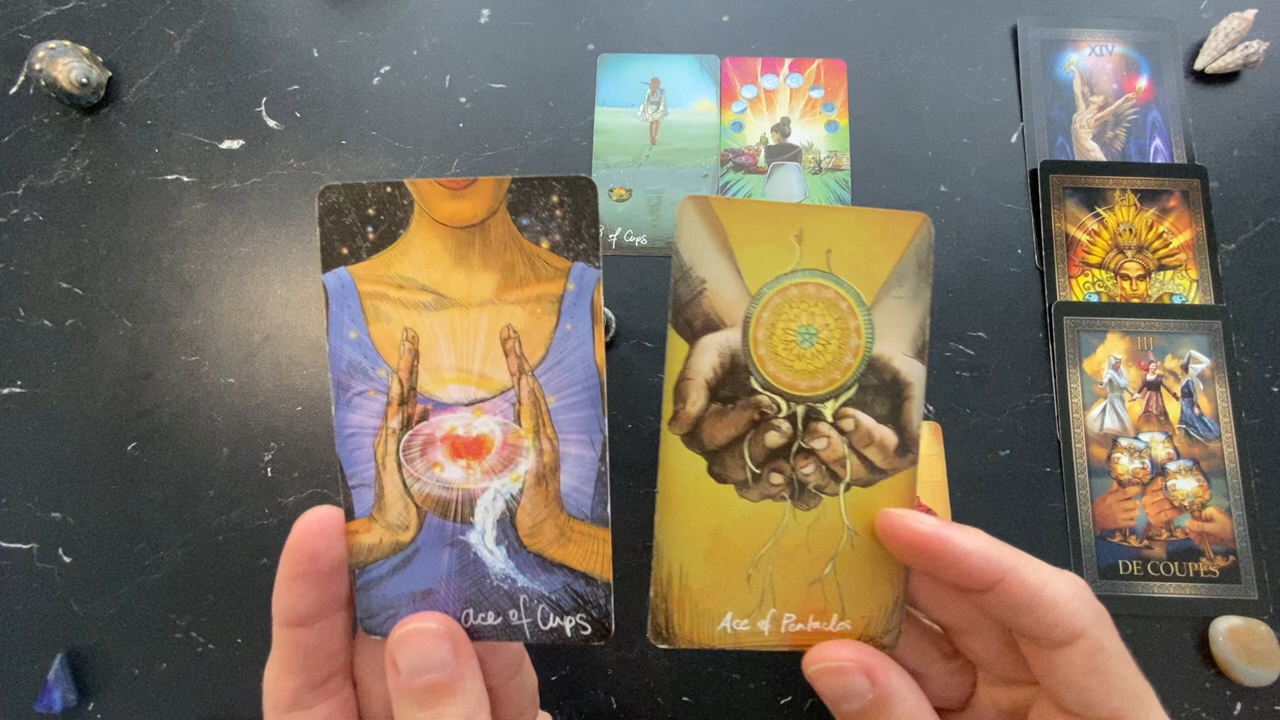 XIV
of Cups
III
DE COUPES
ace of Cups
Ace of Pentacles